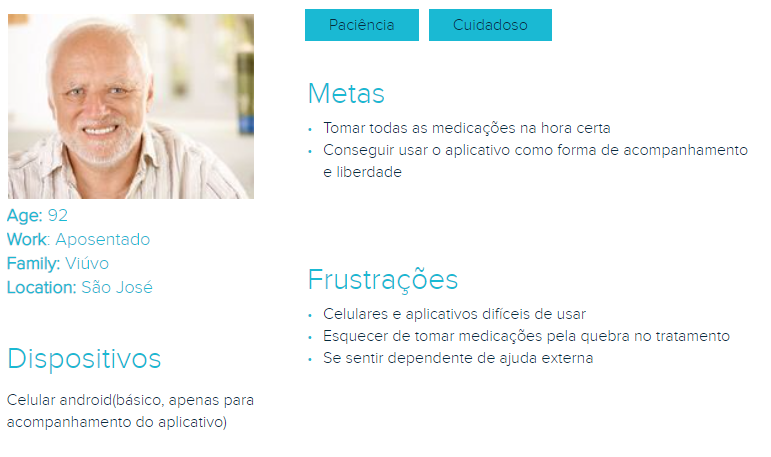 Paciência
Cuidadoso
Age: 92
Work: Aposentado
Family: Viúvo
Location: São José
Dispositivos
Celular android(básico, apenas para
acompanhamento do aplicativo)
Metas
Tomar todas as medicações na hora certa
Conseguir usar o aplicativo como forma de acompanhamento
e liberdade
Frustrações
Celulares e aplicativos difíceis de usar
Esquecer de tomar medicações pela quebra no tratamento
Se sentir dependente de ajuda externa